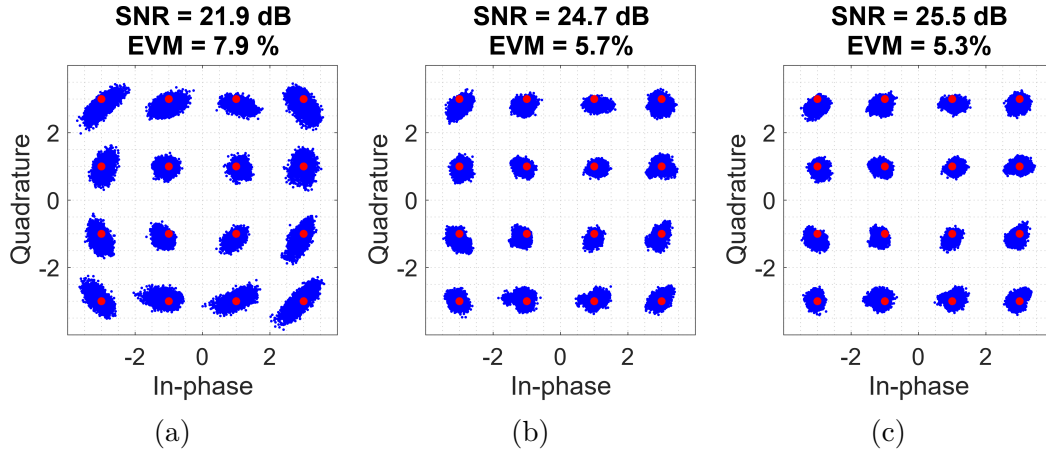 SNR = 21.9 dB
EVM = 7.9 %
Quadrature
2
0
-2
-2
0
2
In-phase
(a)
SNR = 24.7 dB
EVM = 5.7%
Quadrature
2
0
-2
-2
0
2
In-phase
(b)
SNR = 25.5 dB
EVM = 5.3%
Quadrature
2
0
-2
-2
0
2
In-phase
(c)